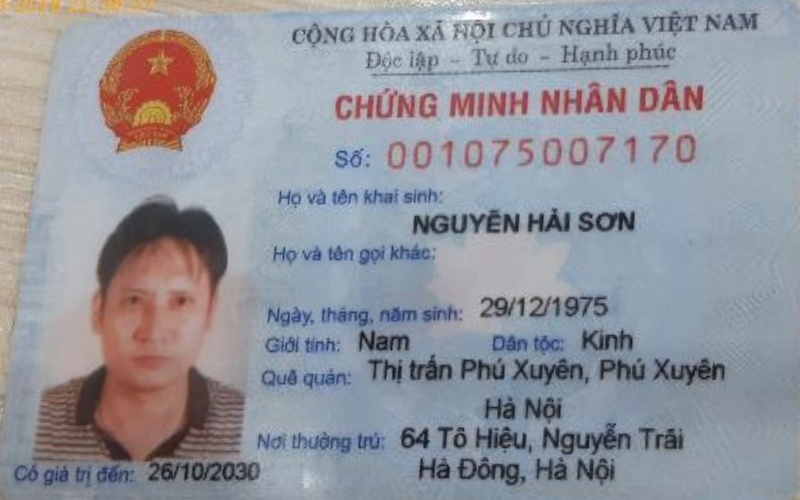 CỘNG HÒA XÃ HỘI CHỦ NGHĨA VIỆT NAM
Độc lập - Tự do - Hạnh phúc
CHỨNG MINH NHÂN DÂN
Số: 001075007170
Họ và tên khai sinh:
NGUYỄN HẢI SƠN
Họ và tên gọi khác:
Ngày, tháng, năm sinh: 29/12/1975
Giới tính: Nam Dân tộc: Kinh
Quê quán: Thị trấn Phú Xuyên, Phú Xuyên
Hà Nội
Nơi thường trú: 64 Tô Hiệu, Nguyễn Trãi
Hà Đông, Hà Nội
Có giá trị đến: 26/10/2030